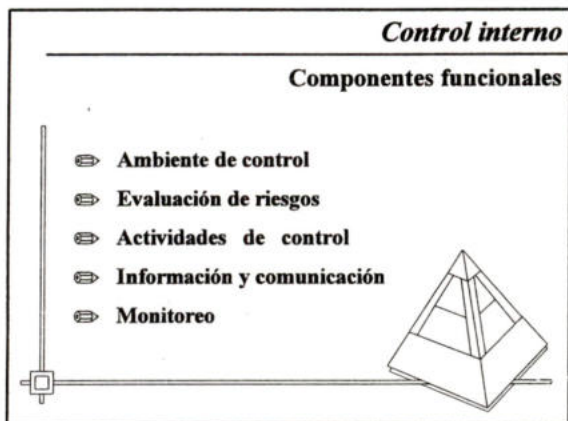 Control interno
Componentes funcionales
Ambiente de control
Evaluación de riesgos
Actividades de control
Información y comunicación
Monitoreo